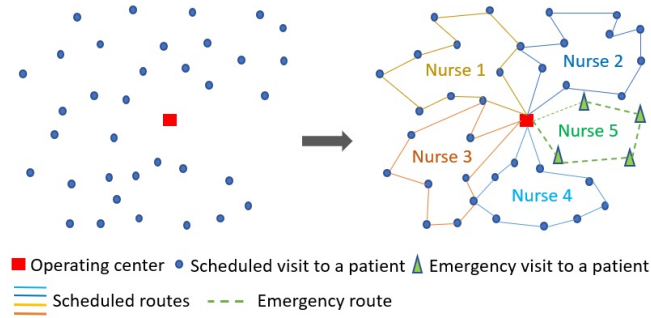 Nurse 1
Nurse 2
Nurse 5
Nurse 3
Nurse 4
Operating center
Scheduled visit to a patient
Emergency visit to a patient
Scheduled routes
Emergency route